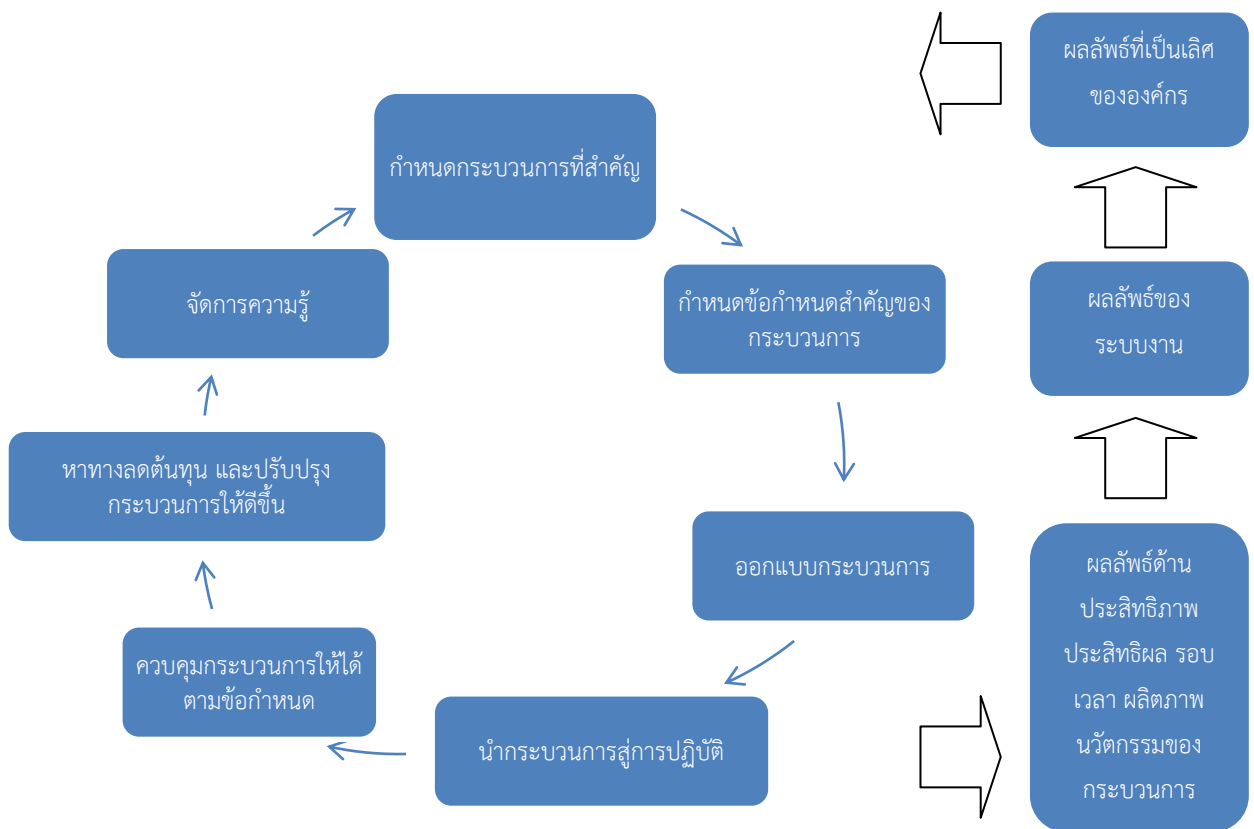 กำหนดกระบวนการที่สำคัญ
กำหนดข้อกำหนดสำคัญของ
กระบวนการ
ออกแบบกระบวนการ
นำกระบวนการสู่การปฏิบัติ
ควบคุมกระบวนการให้ได้
ตามข้อกำหนด
หาทางลดต้นทุน และปรับปรุง
กระบวนการให้ดีขึ้น
จัดการความรู้
ผลลัพธ์ที่เป็นเลิศ
ขององค์กร
ผลลัพธ์ของ
ระบบงาน
ผลลัพธ์ด้าน
ประสิทธิภาพ
ประสิทธิผล รอบ
เวลา ผลิตภาพ
นวัตกรรมของ
กระบวนการ